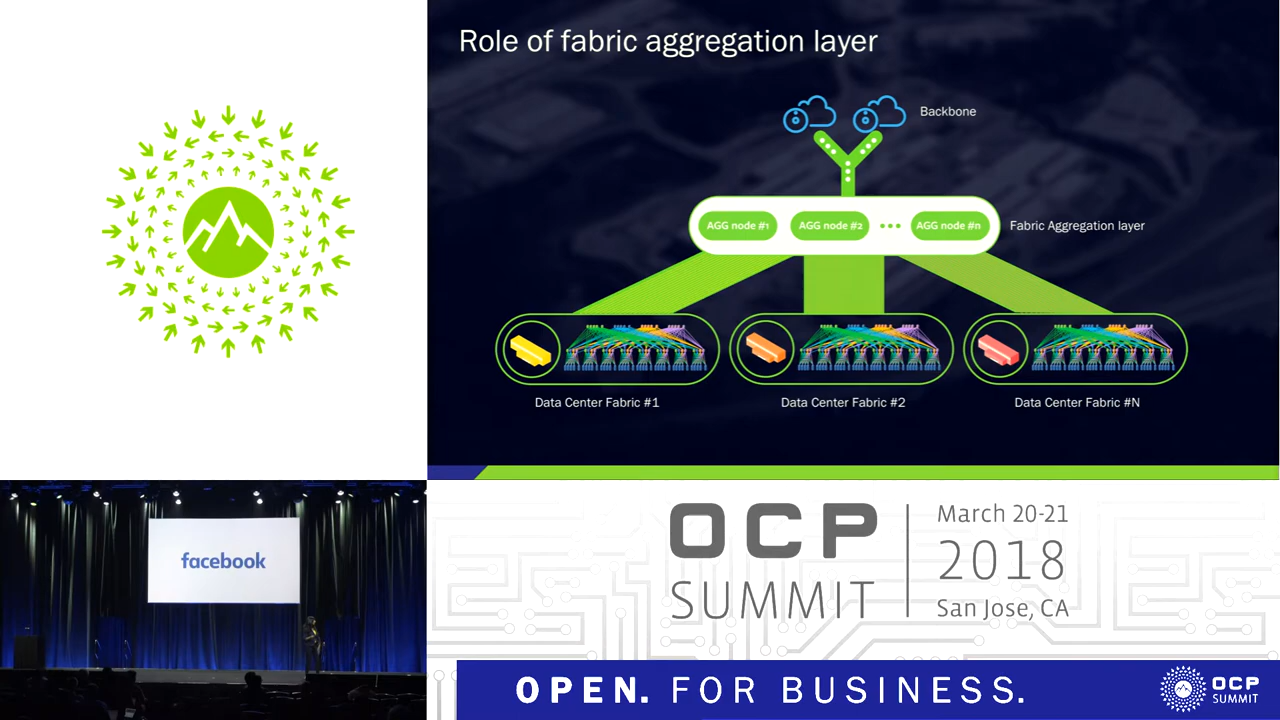 Role of fabric aggregation layer
Backbone
AGG node #1
AGG node #2
AGG node #n
Fabric Aggregation layer
Data Center Fabric #1
Data Center Fabric #2
Data Center Fabric #N
facebook
OCP
SUMMIT
March 20-21
2018
San Jose, CA
OPEN. FOR BUSINESS.
OCP
SUMMIT